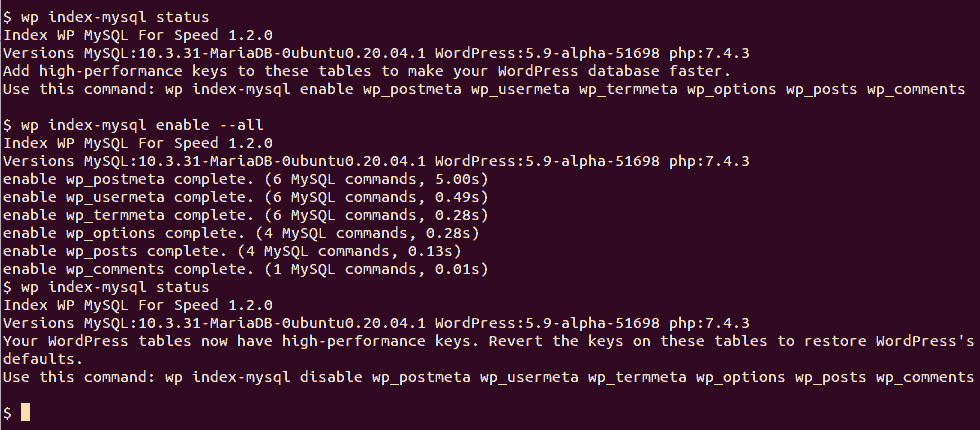 $ wp index-mysql status
Index WP MySQL For Speed 1.2.0
Versions MySQL:10.3.31-MariaDB-0ubuntu0.20.04.1 WordPress:5.9-alpha-51698 php:7.4.3
Add high-performance keys to these tables to make your WordPress database faster.
Use this command: wp index-mysql enable wp_postmeta wp_usermeta wp_termmeta wp_options wp_posts wp_comments

$ wp index-mysql enable --all
Index WP MySQL For Speed 1.2.0
Versions MySQL:10.3.31-MariaDB-0ubuntu0.20.04.1 WordPress:5.9-alpha-51698 php:7.4.3
enable wp_postmeta complete. (6 MySQL commands, 5.00s)
enable wp_usermeta complete. (6 MySQL commands, 0.49s)
enable wp_termmeta complete. (6 MySQL commands, 0.28s)
enable wp_options complete. (4 MySQL commands, 0.28s)
enable wp_posts complete. (4 MySQL commands, 0.13s)
enable wp_comments complete. (1 MySQL commands, 0.01s)
$ wp index-mysql status
Index WP MySQL For Speed 1.2.0
Versions MySQL:10.3.31-MariaDB-0ubuntu0.20.04.1 WordPress:5.9-alpha-51698 php:7.4.3
Your WordPress tables now have high-performance keys. Revert the keys on these tables to restore WordPress's
defaults.
Use this command: wp index-mysql disable wp_postmeta wp_usermeta wp_termmeta wp_options wp_posts wp_comments

$